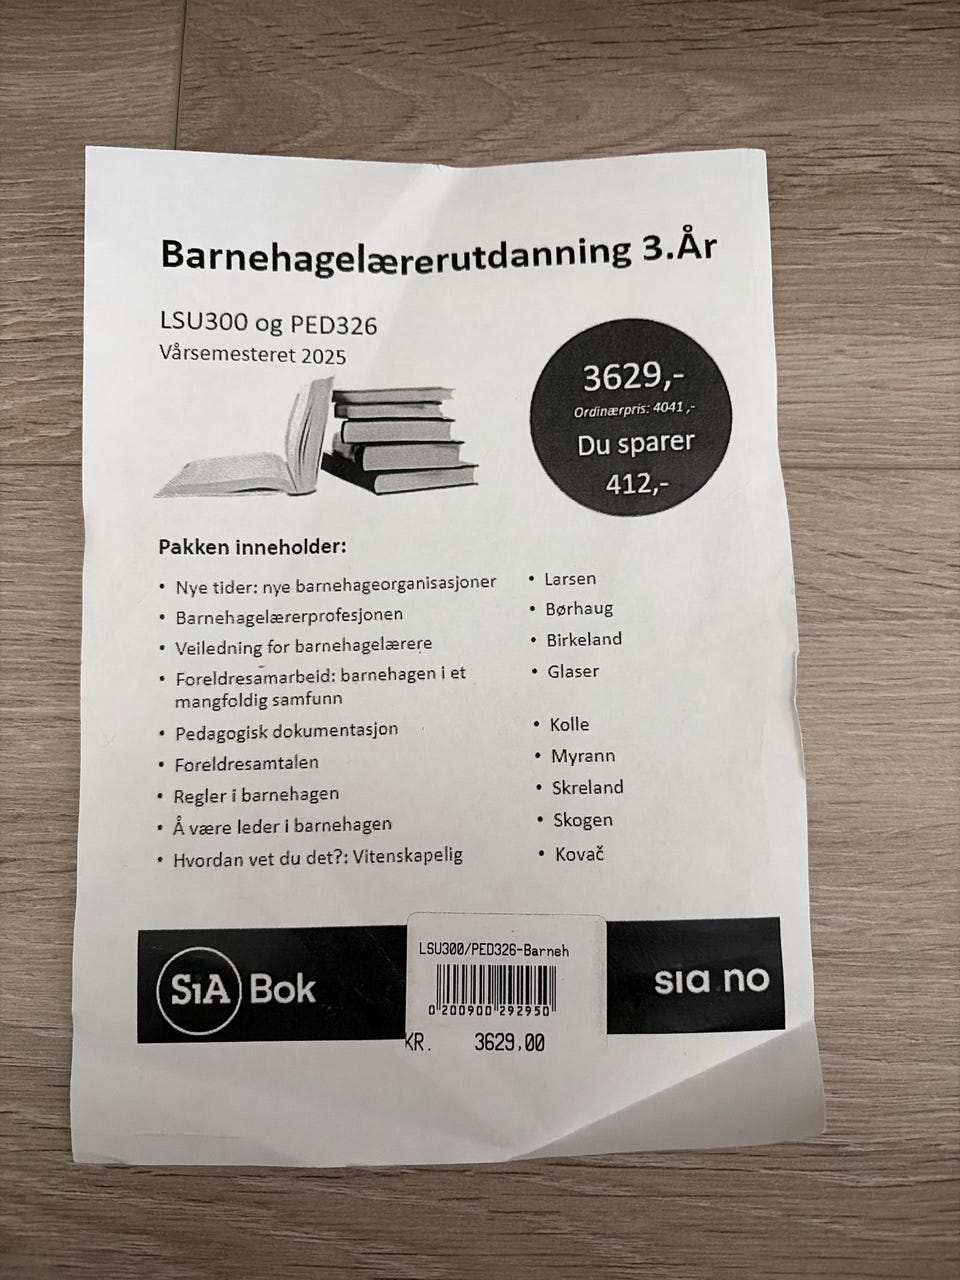 Barnehagelærerutdanning 3.År
LSU300 og PED326
Vårsemesteret 2025
3629,-
Ordinærpris: 4041 ,-
Du sparer
412,-
Pakken inneholder:
• Nye tider: nye barnehageorganisasjoner
• Barnehagelærerprofesjonen
• Veiledning for barnehagelærere
• Foreldresamarbeid: barnehagen i et
mangfoldig samfunn
• Pedagogisk dokumentasjon
• Foreldresamtalen
• Regler i barnehagen
• Å være leder i barnehagen
• Hvordan vet du det?: Vitenskapelig
• Larsen
• Børhaug
• Birkeland
• Glaser
• Kolle
• Myrann
• Skreland
• Skogen
• Kovač
SiA Bok
LSU300/PED326-Barneh
0 200900 292950
KR. 3629,00
sia.no